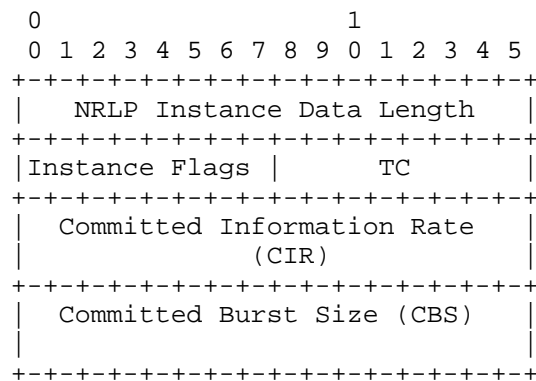 0                   1
 0 1 2 3 4 5 6 7 8 9 0 1 2 3 4 5
+-+-+-+-+-+-+-+-+-+-+-+-+-+-+-+-+
|   NRLP Instance Data Length   |
+-+-+-+-+-+-+-+-+-+-+-+-+-+-+-+-+
|Instance Flags |      TC       |
+-+-+-+-+-+-+-+-+-+-+-+-+-+-+-+-+
|  Committed Information Rate   |
|             (CIR)             |
+-+-+-+-+-+-+-+-+-+-+-+-+-+-+-+-+
|  Committed Burst Size (CBS)   |
|                               |
+-+-+-+-+-+-+-+-+-+-+-+-+-+-+-+-+